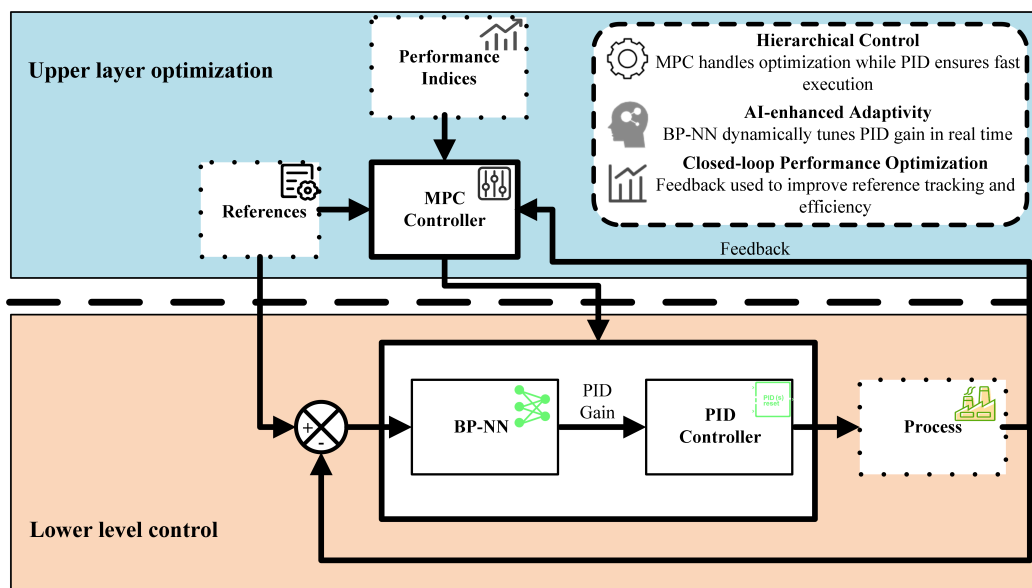 Upper layer optimization
Performance
Indices
References
MPC
Controller
Hierarchical Control
MPC handles optimization while PID ensures fast
execution
AI-enhanced Adaptivity
BP-NN dynamically tunes PID gain in real time
Closed-loop Performance Optimization
Feedback used to improve reference tracking and
efficiency
Feedback
+
-
BP-NN
PID
Gain
PID (s)
reset
PID
Controller
Process
Lower level control